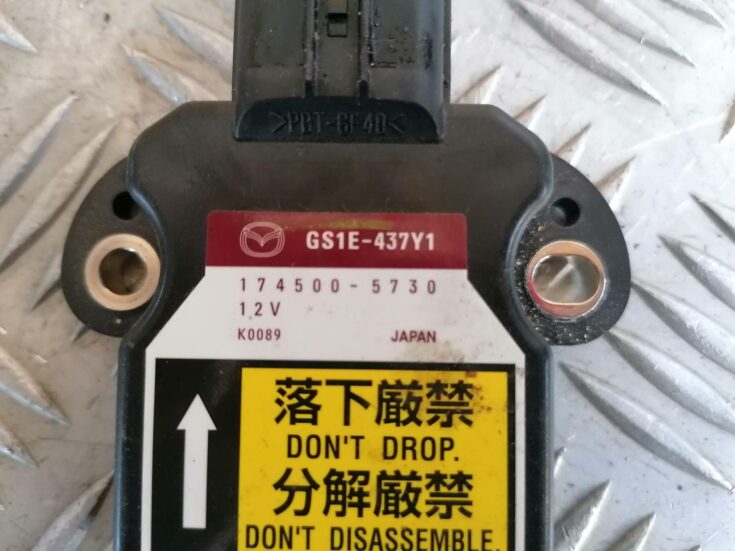 >PBT-GF40<
GS1E-437Y1
174500-5730
12V
K0089 JAPAN
落下厳禁
DON'T DROP.
分解厳禁
DON'T DISASSEMBLE.